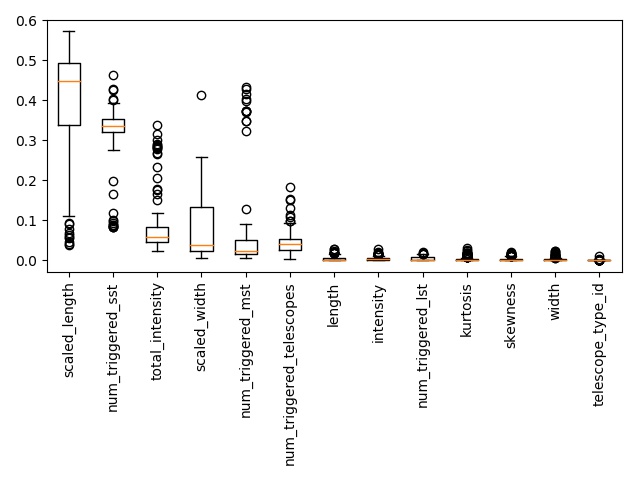 0.6
0.5
0.4
0.3
0.2
0.1
0.0
scaled_length
num_triggered_sst
total_intensity
scaled_width
num_triggered_mst
num_triggered_telescopes
length
intensity
num_triggered_lst
kurtosis
skewness
width
telescope_type_id